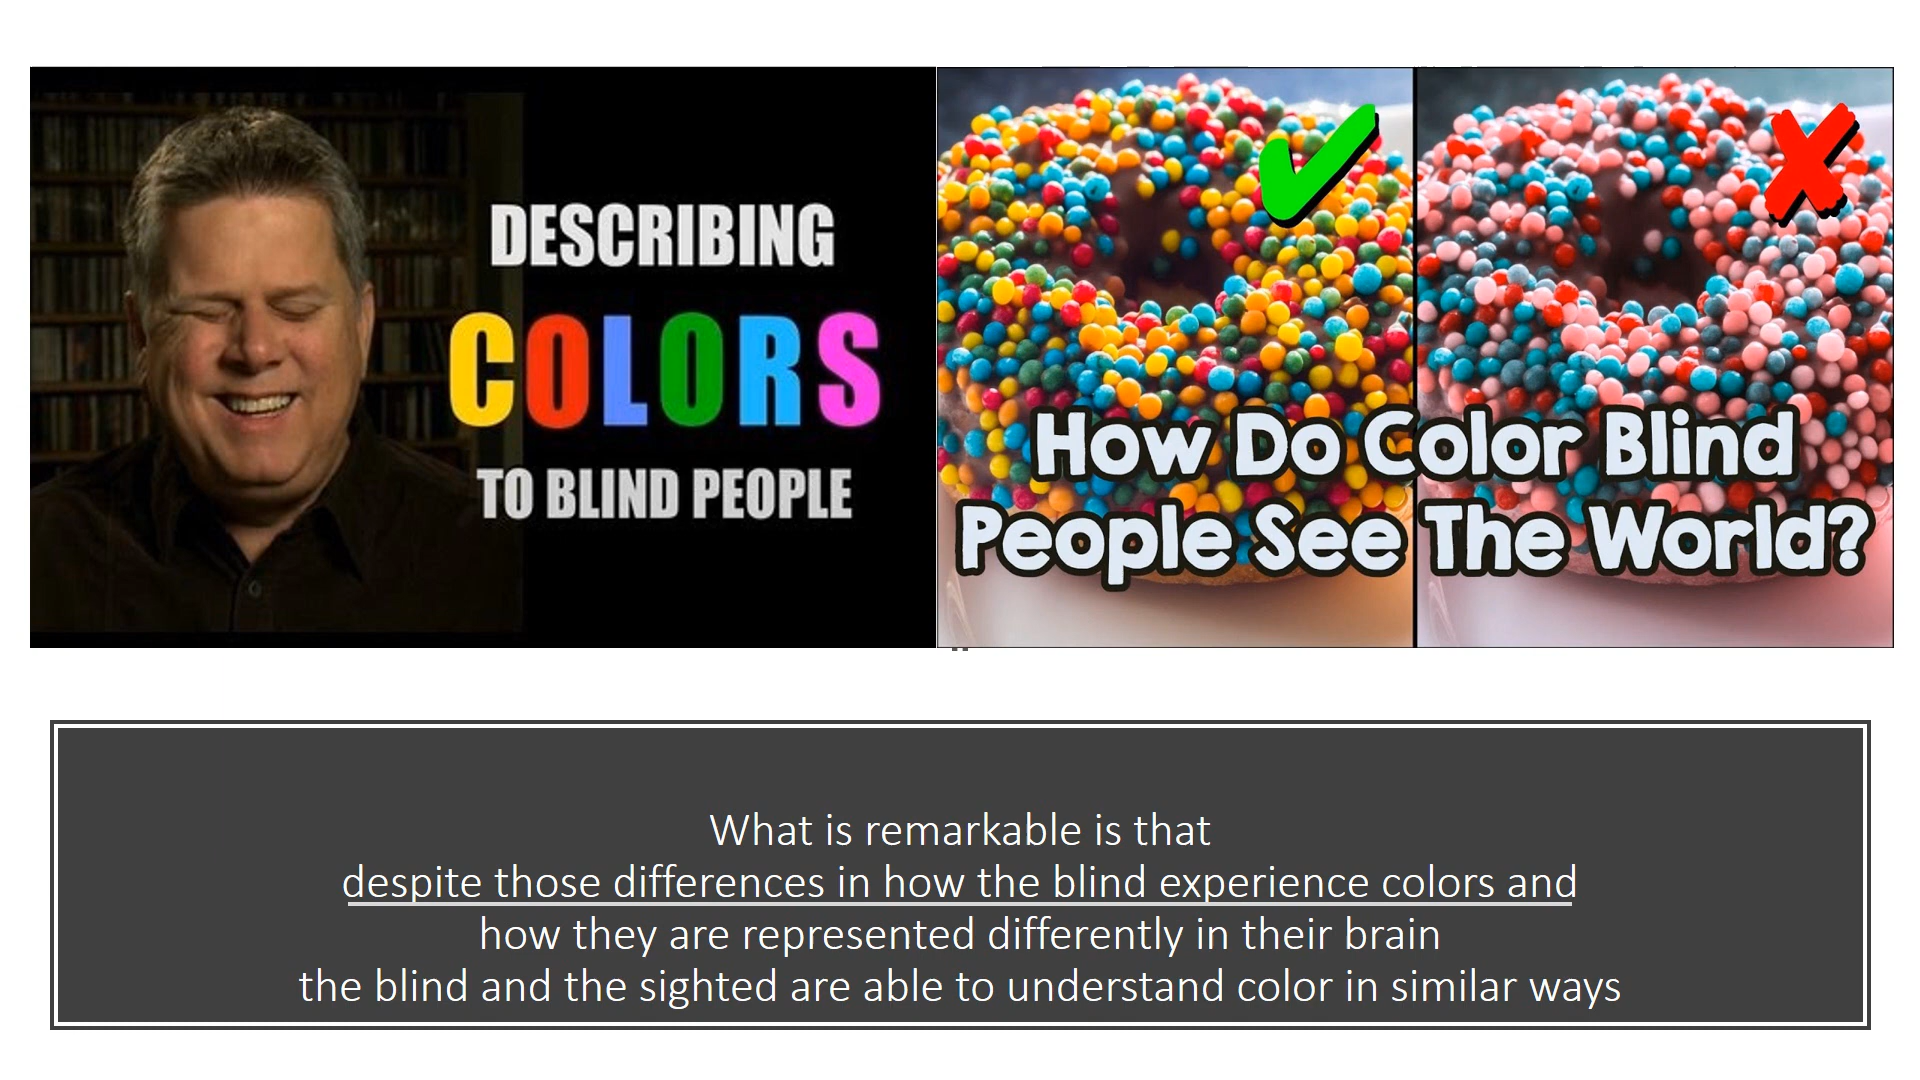 DESCRIBING
COLORS
TO BLIND PEOPLE
How Do Color Blind
People See The World?
What is remarkable is that
despite those differences in how the blind experience colors and
how they are represented differently in their brain
the blind and the sighted are able to understand color in similar ways